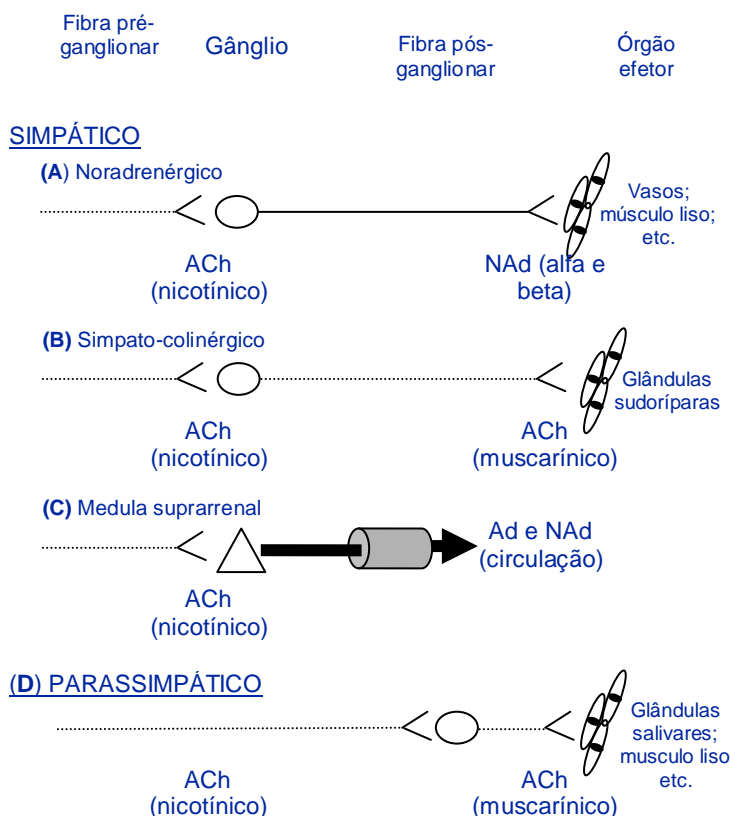 Fibra pré-
ganglionar
Gânglio
Fibra pós-
ganglionar
Órgão
efetor
SIMPÁTICO
(A) Noradrenérgico
Vasos;
músculo liso;
etc.
ACh
(nicotínico)
NAd (alfa e
beta)
(B) Simpato-colinérgico
Glândulas
sudoríparas
ACh
(nicotínico)
ACh
(muscarínico)
(C) Medula suprarrenal
Ad e NAd
(circulação)
ACh
(nicotínico)
(D) PARASSIMPÁTICO
Glândulas
salivares;
musculo liso
etc.
ACh
(nicotínico)
ACh
(muscarínico)